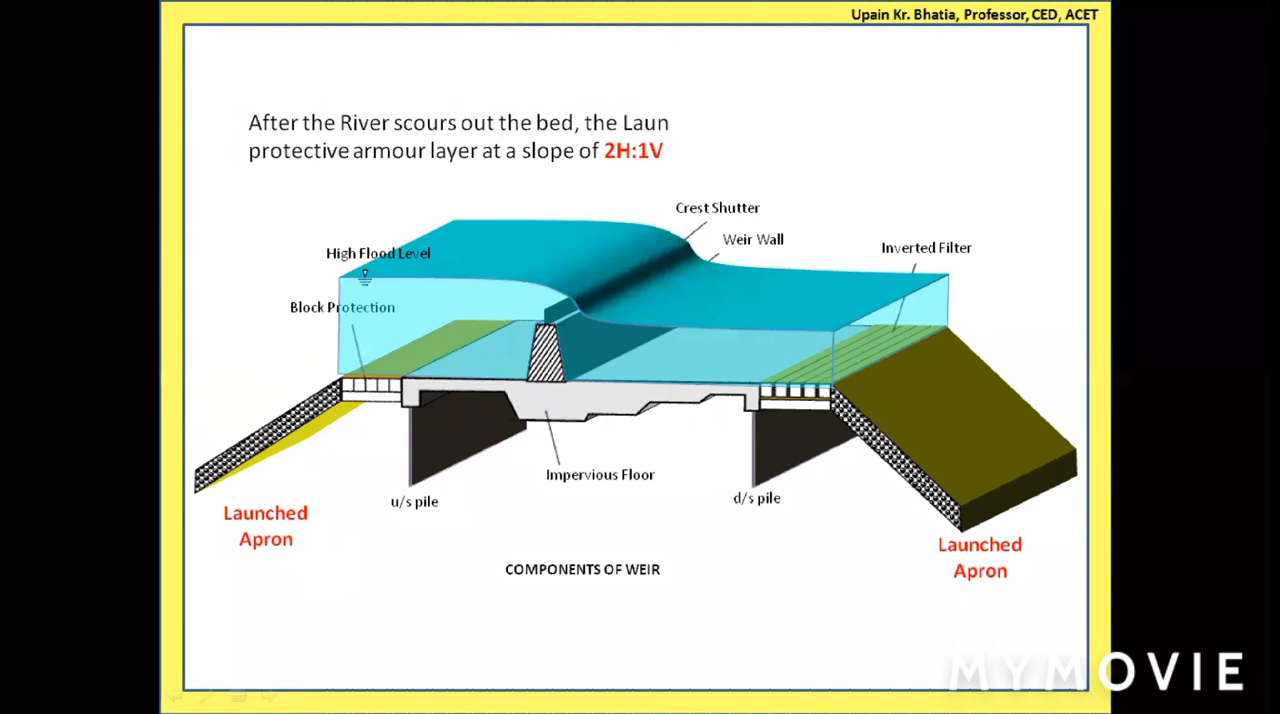 Upain Kr. Bhatia, Professor, CED, ACET
After the River scours out the bed, the Laun
protective armour layer at a slope of 2H:1V
Crest Shutter
Weir Wall
Inverted Filter
High Flood Level
Block Protection
Impervious Floor
u/s pile
d/s pile
Launched
Apron
Launched
Apron
COMPONENTS OF WEIR
MYMOVIE